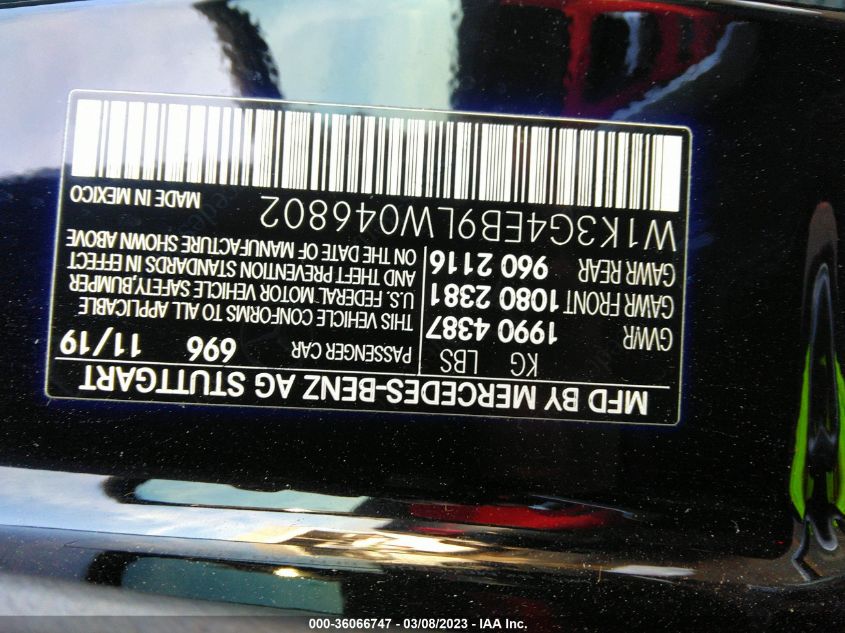 MFD BY MERCEDES-BENZ AG STUTTGART
KG LBS
GVWR 1990 4387
GAWR FRONT 1080 2381
GAWR REAR 960 2116
PASSENGER CAR 696 11/19
THIS VEHICLE CONFORMS TO ALL APPLICABLE
U.S. FEDERAL MOTOR VEHICLE SAFETY,BUMPER
AND THEFT PREVENTION STANDARDS IN EFFECT
ON THE DATE OF MANUFACTURE SHOWN ABOVE
W1K3G4EB9LW046802 MADE IN MEXICO
000-36066747 - 03/08/2023 - IAA Inc.